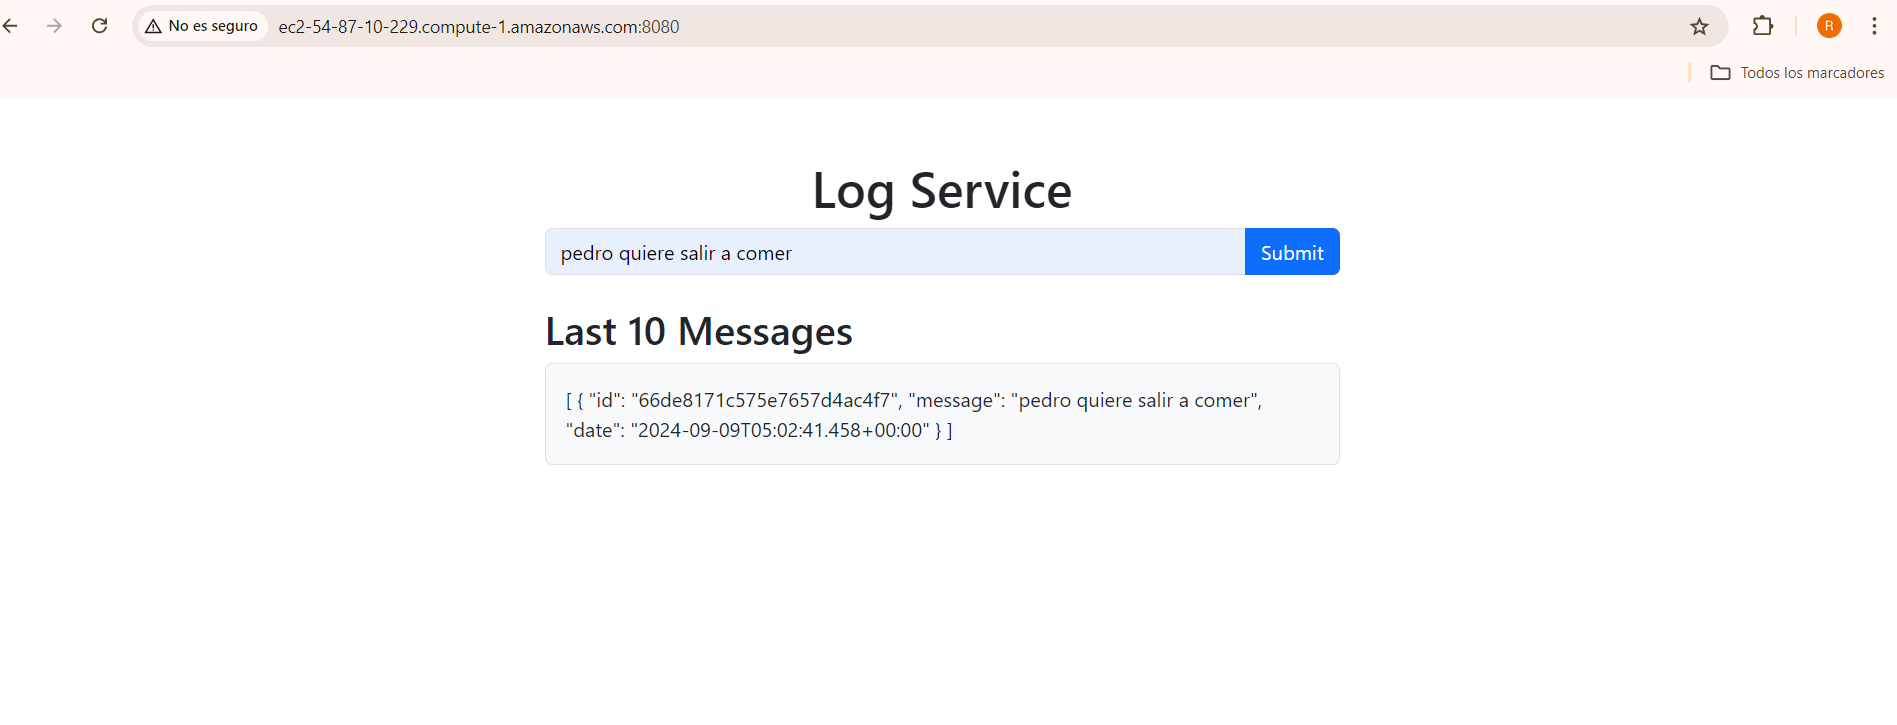 No es seguro ec2-54-87-10-229.compute-1.amazonaws.com:8080 R
Todos los marcadores
Log Service
pedro quiere salir a comer Submit
Last 10 Messages
[ { "id": "66de8171c575e7657d4ac4f7", "message": "pedro quiere salir a comer",
"date": "2024-09-09T05:02:41.458+00:00" } ]